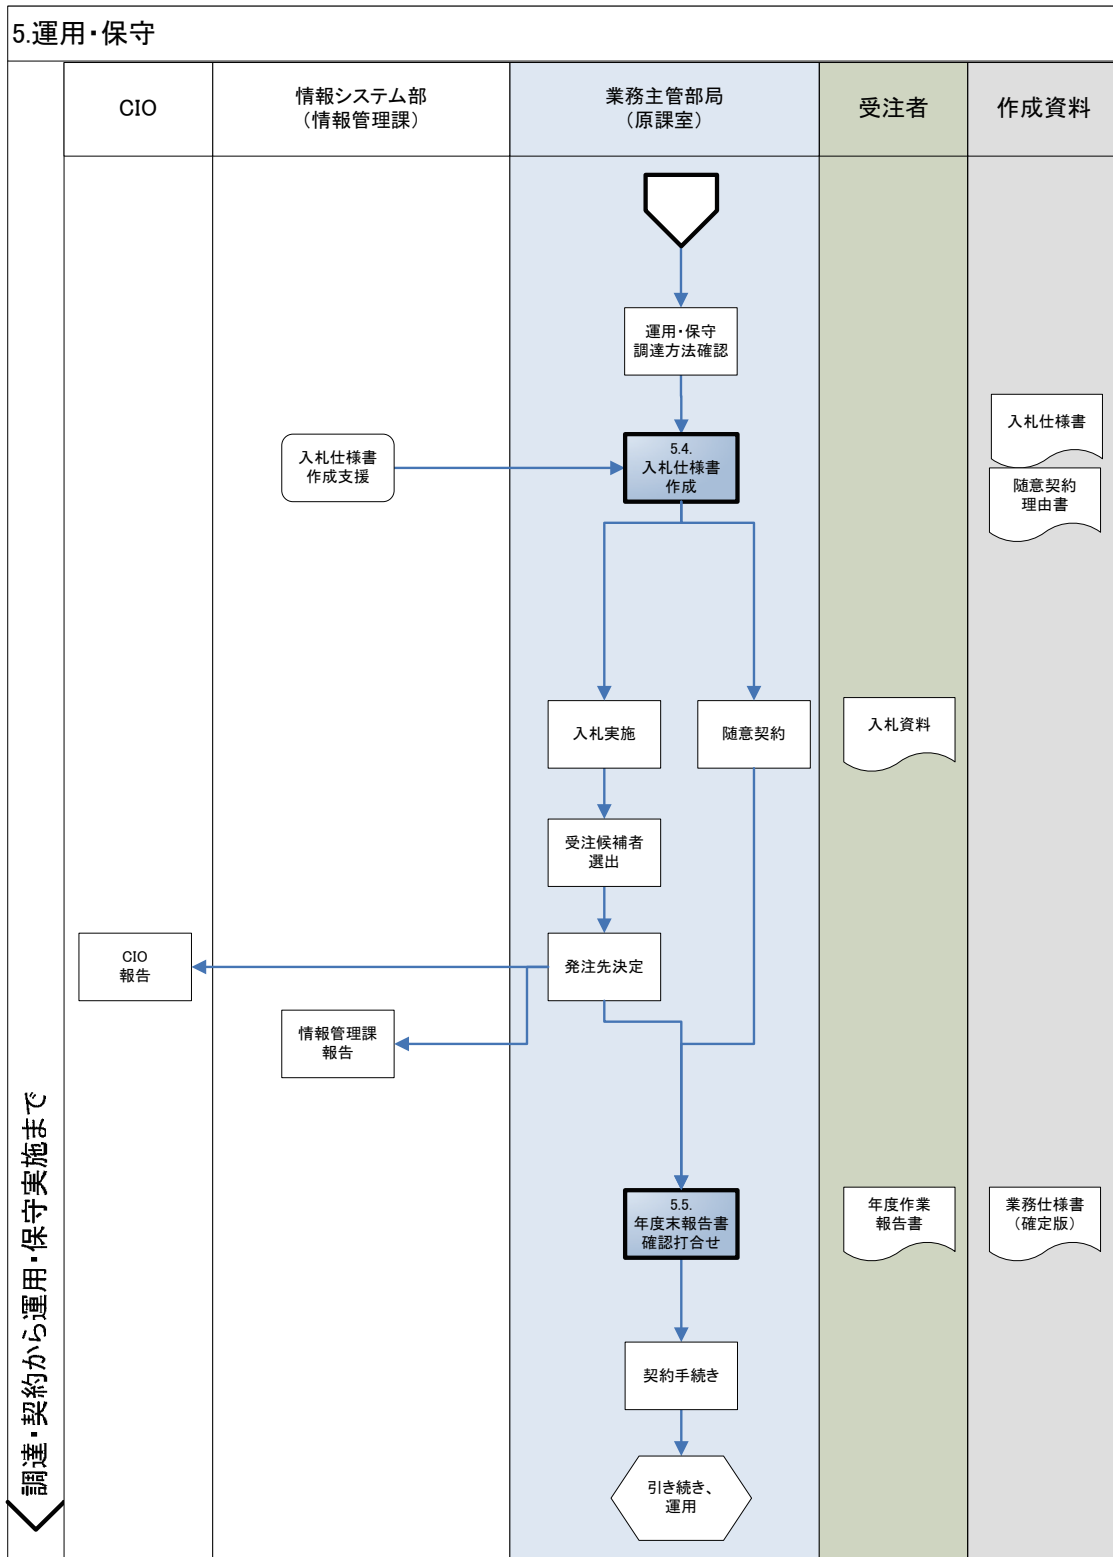 5.運用・保守
CIO
情報システム部
（情報管理課）
業務主管部局
（原課室）
受注者
作成資料
運用・保守
調達方法確認
入札仕様書
入札仕様書
作成支援
5.4.
入札仕様書
作成
随意契約
理由書
入札実施
随意契約
入札資料
受注候補者
選出
CIO
報告
発注先決定
情報管理課
報告
調達・契約から運用・保守実施まで
5.5.
年度末報告書
確認打合せ
年度作業
報告書
業務仕様書
（確定版）
契約手続き
引き続き、
運用